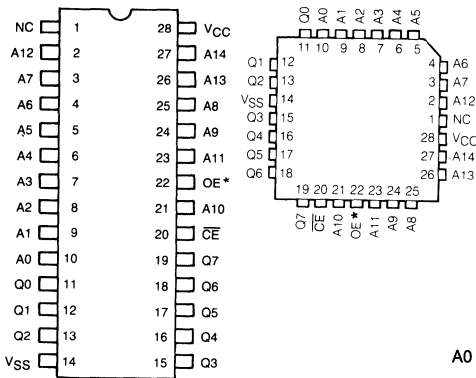 NC 1 28 VCC
A12 2 27 A14
A7 3 26 A13
A6 4 25 A8
A5 5 24 A9
A4 6 23 A11
A3 7 22 OE*
A2 8 21 A10
A1 9 20 CE
A0 10 19 Q7
Q0 11 18 Q6
Q1 12 17 Q5
Q2 13 16 Q4
VSS 14 15 Q3
Q0 A0 A1 A2 A3 A4 A5
11 10 9 8 7 6 5
Q1 12 4 A6
Q2 13 3 A7
VSS 14 2 A12
Q3 15 1 NC
Q4 16 28 VCC
Q5 17 27 A14
Q6 18 26 A13
19 20 21 22 23 24 25
Q7 CE A10 OE* A11 A9 A8
A0